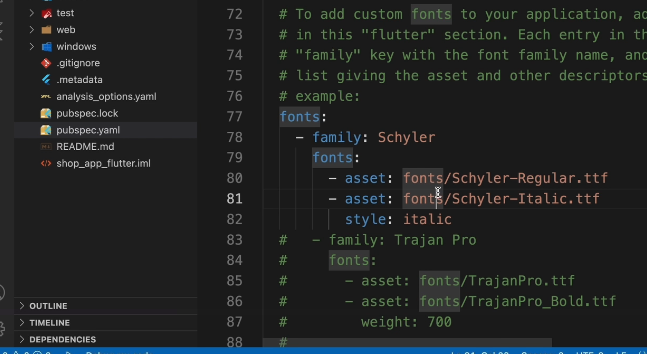 test
web
windows
.gitignore
.metadata
analysis_options.yaml
pubspec.lock
pubspec.yaml
README.md
shop_app_flutter.iml
OUTLINE
TIMELINE
DEPENDENCIES
72 # To add custom fonts to your application,
73 # in this "flutter" section. Each entry in
74 # "family" key with the font family name,
75 # list giving the asset and other descriptors
76 # example:
77 fonts:
78 - family: Schyler
79 fonts:
80 - asset: fonts/Schyler-Regular.ttf
81 - asset: fonts/Schyler-Italic.ttf
82 style: italic
83 # - family: Trajan Pro
84 # fonts:
85 # - asset: fonts/TrajanPro.ttf
86 # - asset: fonts/TrajanPro_Bold.ttf
87 # weight: 700
88 #